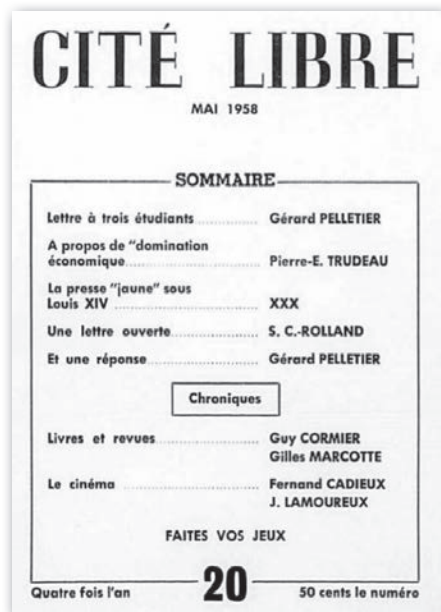 CITÉ LIBRE
MAI 1958
SOMMAIRE
Lettre à trois étudiants Gérard PELLETIER
A propos de "domination
économique Pierre-E. TRUDEAU
La presse "jaune" sous
Louis XIV XXX
Une lettre ouverte S. C.-ROLLAND
Et une réponse Gérard PELLETIER
Chroniques
Livres et revues Guy CORMIER
Gilles MARCOTTE
Le cinéma Fernand CADIEUX
J. LAMOUREUX
FAITES VOS JEUX
Quatre fois l'an 20 50 cents le numéro